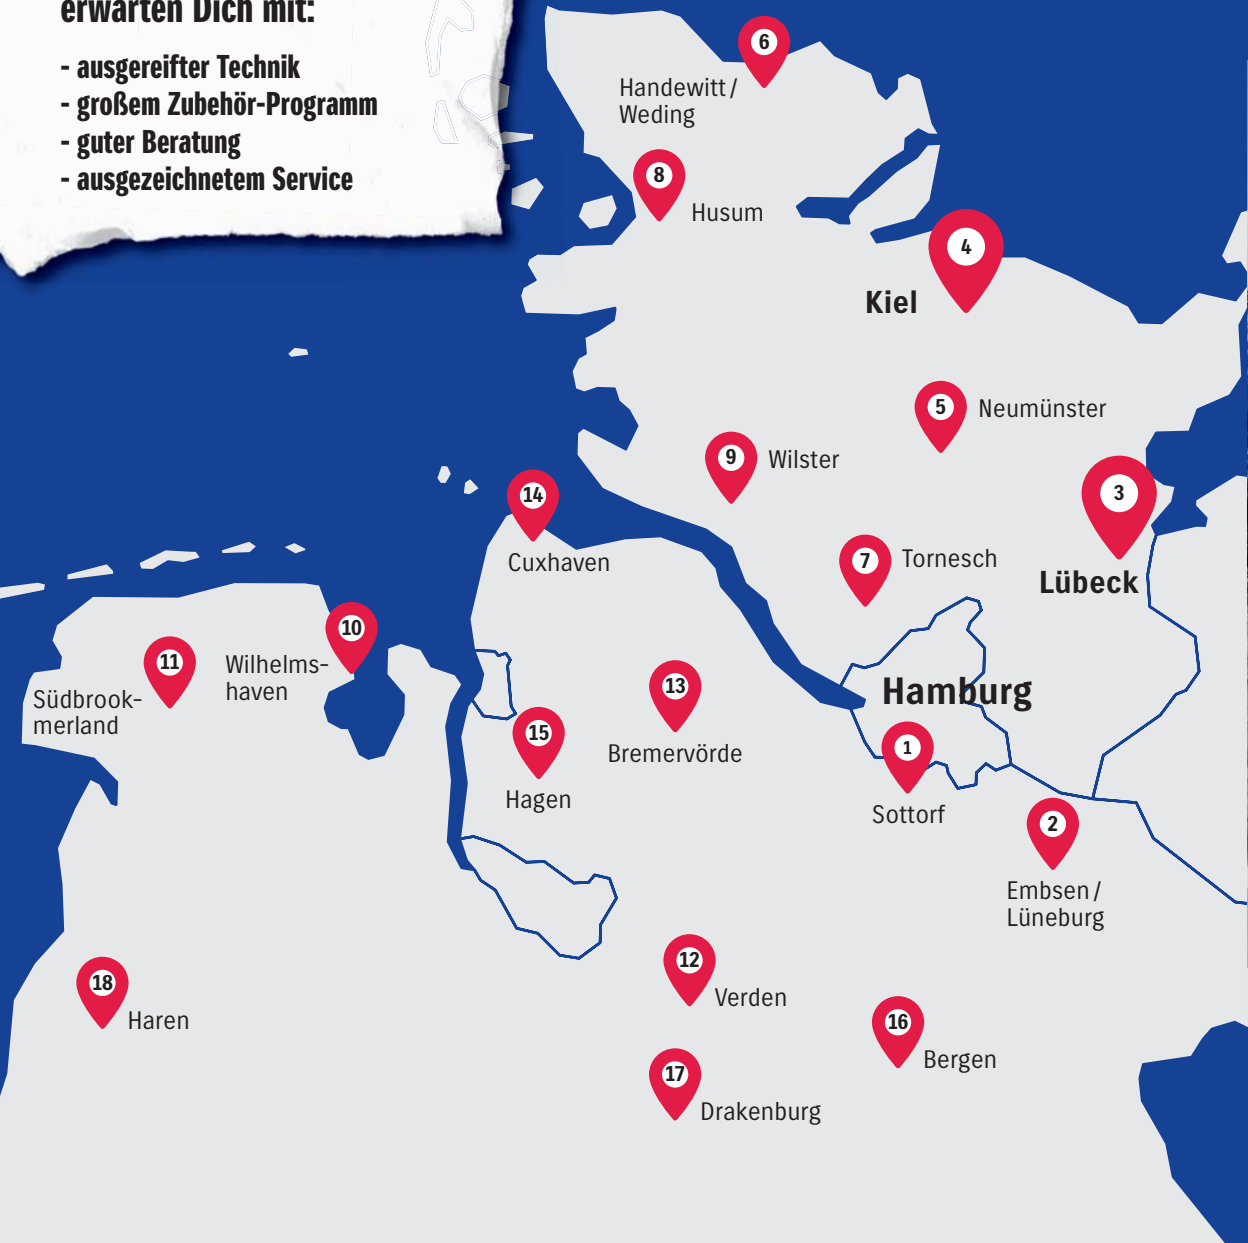 erwarten Dich mit:
- ausgereifter Technik
- großem Zubehör-Programm
- guter Beratung
- ausgezeichnetem Service
6
Handewitt /
Weding
8
Husum
4
Kiel
5
Neumünster
9
Wilster
3
Lübeck
14
Cuxhaven
7
Tornesch
10
Wilhelms-
haven
11
Südbrook-
merland
13
Bremervörde
Hamburg
15
Hagen
1
Sottorf
2
Embsen /
Lüneburg
12
Verden
18
Haren
16
Bergen
17
Drakenburg